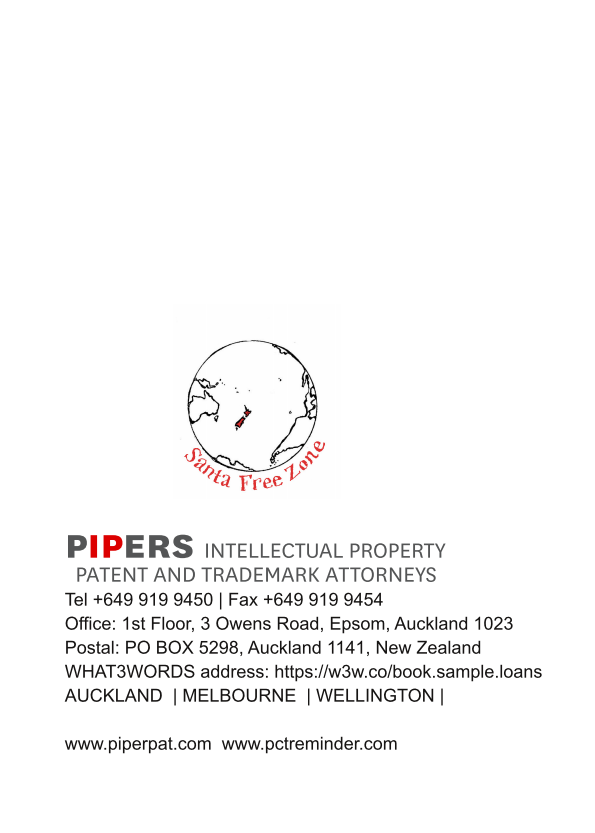 Santa Free Zone
PIPERS INTELLECTUAL PROPERTY
PATENT AND TRADEMARK ATTORNEYS
Tel +649 919 9450 | Fax +649 919 9454
Office: 1st Floor, 3 Owens Road, Epsom, Auckland 1023
Postal: PO BOX 5298, Auckland 1141, New Zealand
WHAT3WORDS address: https://w3w.co/book.sample.loans
AUCKLAND | MELBOURNE | WELLINGTON |
www.piperpat.com www.pctreminder.com